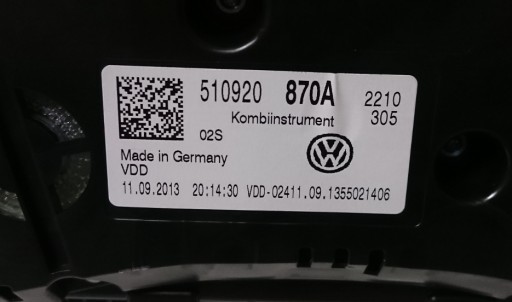 510920 870A 2210
Kombiinstrument 305
02S
Made in Germany
VDD
11.09.2013 20:14:30 VDD-02411.09.1355021406